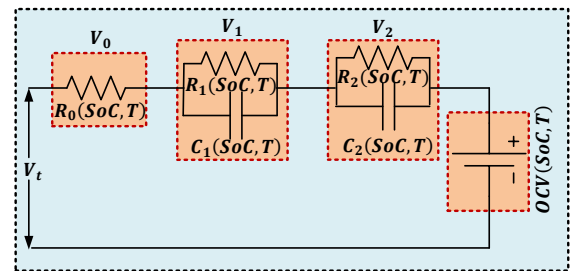 V₀
V₁
V₂
R₀(SoC,T)
R₁(SoC,T)
R₂(SoC,T)
C₁(SoC,T)
C₂(SoC,T)
Vₜ
+
−
OCV(SoC,T)